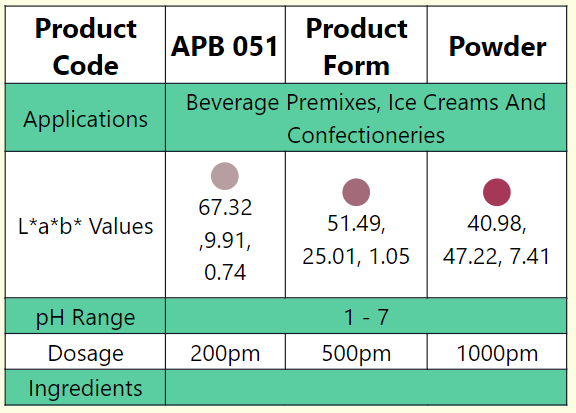 Product Code APB 051 Product Form Powder
Applications Beverage Premixes, Ice Creams And Confectioneries
L*a*b* Values 67.32 ,9.91, 0.74 51.49, 25.01, 1.05 40.98, 47.22, 7.41
pH Range 1 - 7
Dosage 200pm 500pm 1000pm
Ingredients